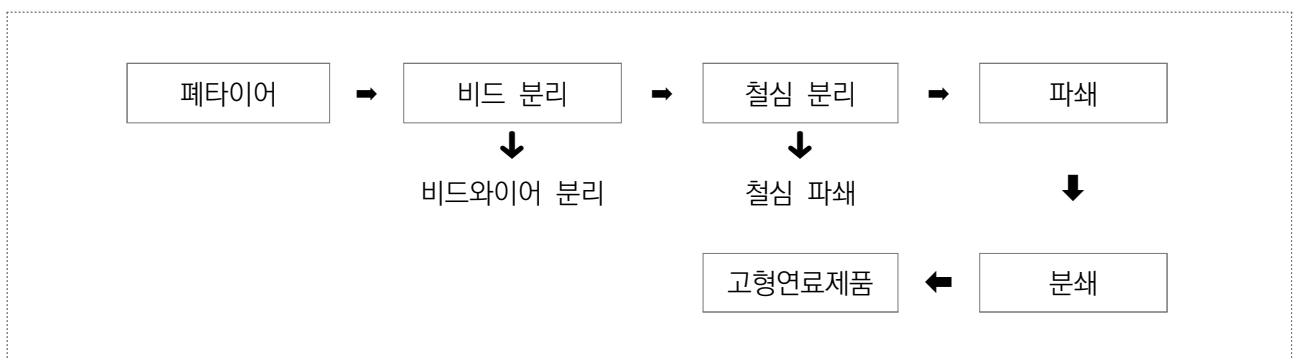 폐타이어 ➡ 비드 분리 ➡ 철심 분리 ➡ 파쇄
비드와이어 분리 철심 파쇄
고형연료제품 ⬅ 분쇄